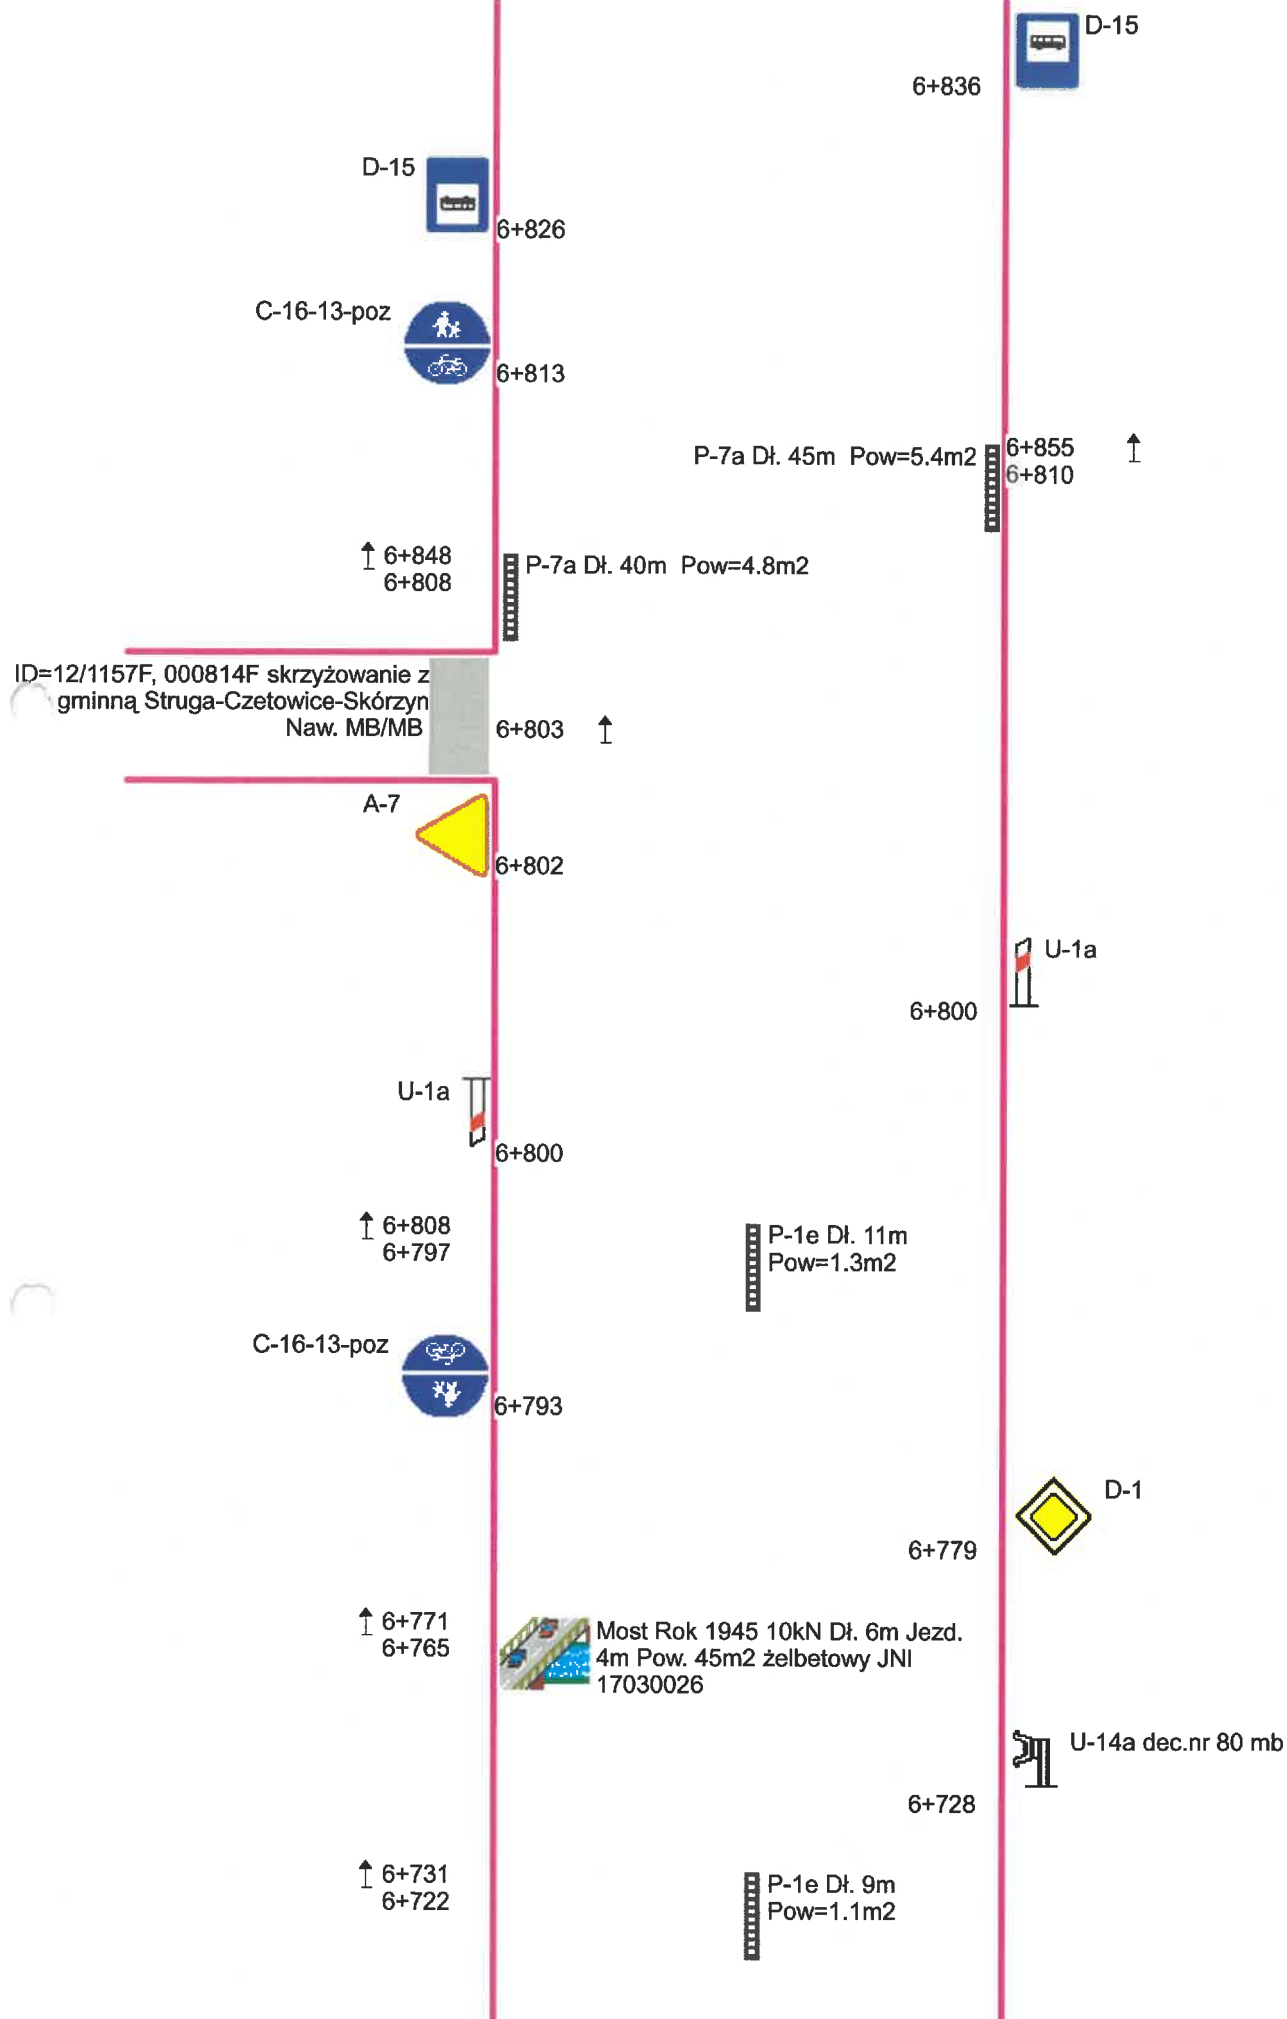 D-15
6+836
D-15
6+826
C-16-13-poz
6+813
P-7a Dł. 45m Pow=5.4m2
6+855
6+810
6+848
6+808
P-7a Dł. 40m Pow=4.8m2
ID=12/1157F, 000814F skrzyżowanie z
gminną Struga-Czetowice-Skórzyn
Naw. MB/MB
6+803
A-7
6+802
U-1a
6+800
U-1a
6+800
6+808
6+797
P-1e Dł. 11m
Pow=1.3m2
C-16-13-poz
6+793
D-1
6+779
6+771
6+765
Most Rok 1945 10kN Dł. 6m Jezd.
4m Pow. 45m2 żelbetowy JNI
17030026
U-14a dec.nr 80 mb
6+728
6+731
6+722
P-1e Dł. 9m
Pow=1.1m2